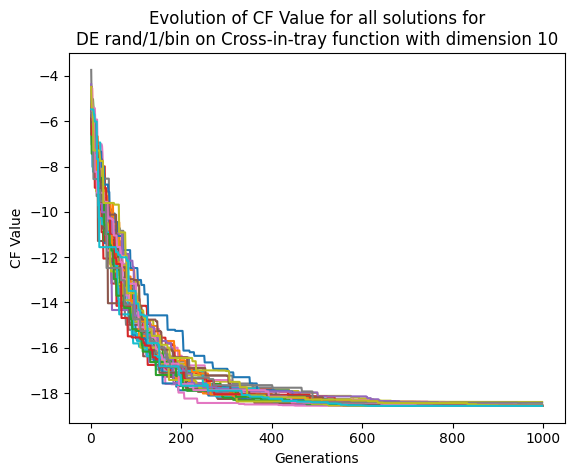 Evolution of CF Value for all solutions for
DE rand/1/bin on Cross-in-tray function with dimension 10
CF Value
−4
−6
−8
−10
−12
−14
−16
−18
0 200 400 600 800 1000
Generations